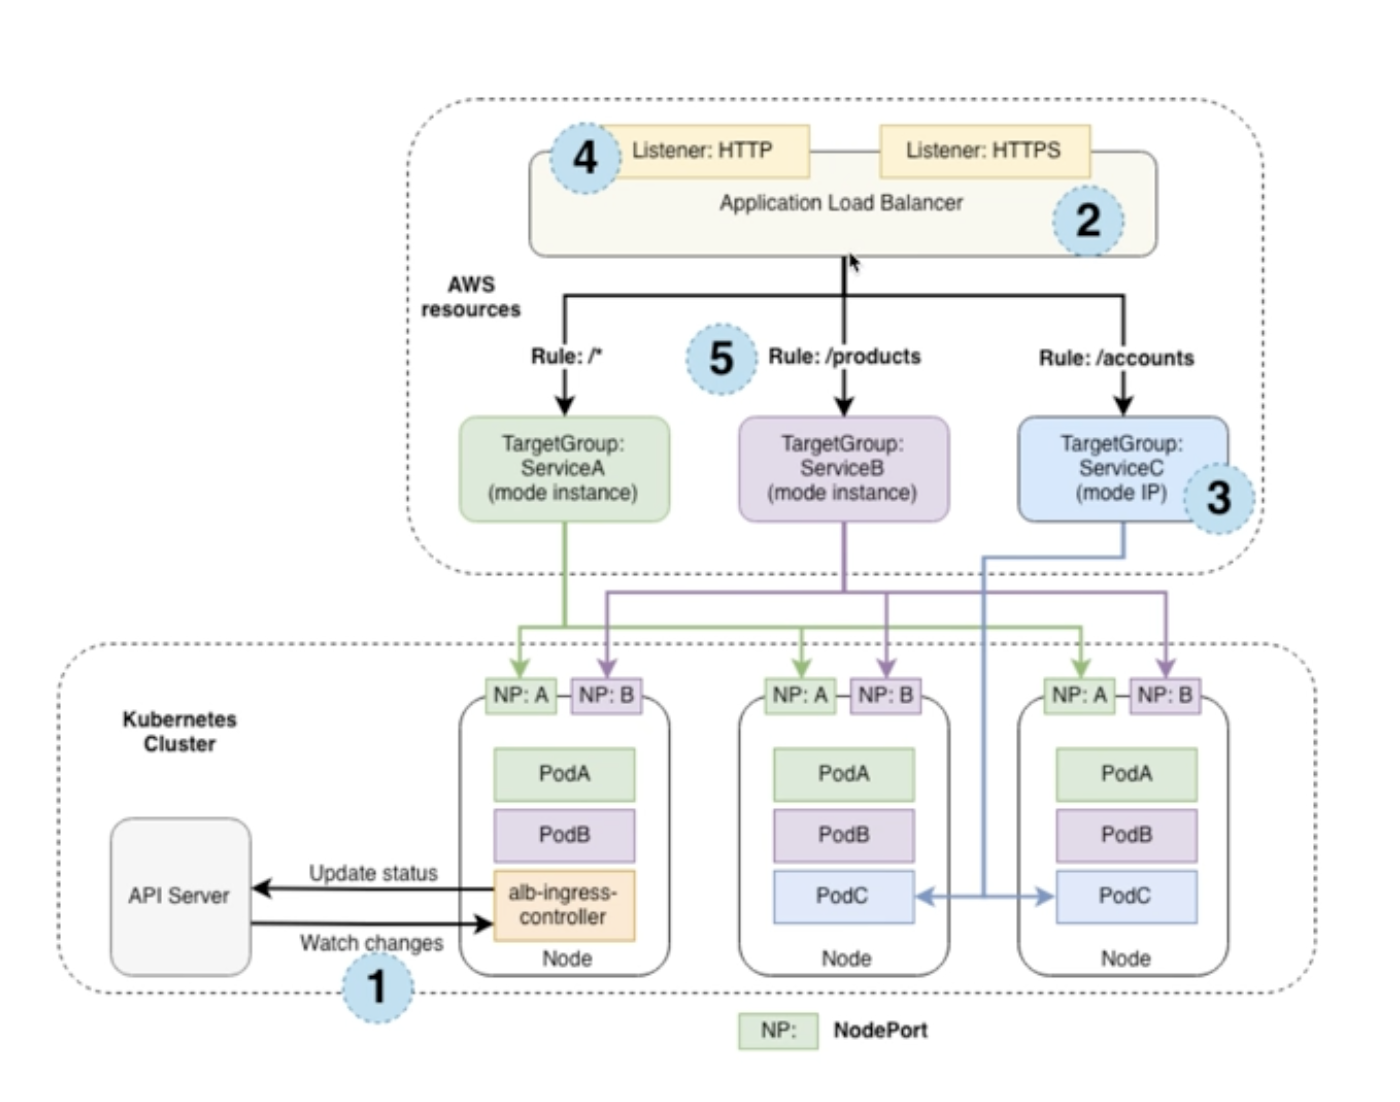 4
Listener: HTTP
Listener: HTTPS
Application Load Balancer
2
AWS
resources
Rule: /*
5
Rule: /products
Rule: /accounts
TargetGroup:
ServiceA
(mode instance)
TargetGroup:
ServiceB
(mode instance)
TargetGroup:
ServiceC
(mode IP)
3
Kubernetes
Cluster
NP: A
NP: B
NP: A
NP: B
NP: A
NP: B
PodA
PodA
PodA
PodB
PodB
PodB
API Server
Update status
Watch changes
1
alb-ingress-
controller
PodC
PodC
Node
Node
Node
NP:
NodePort